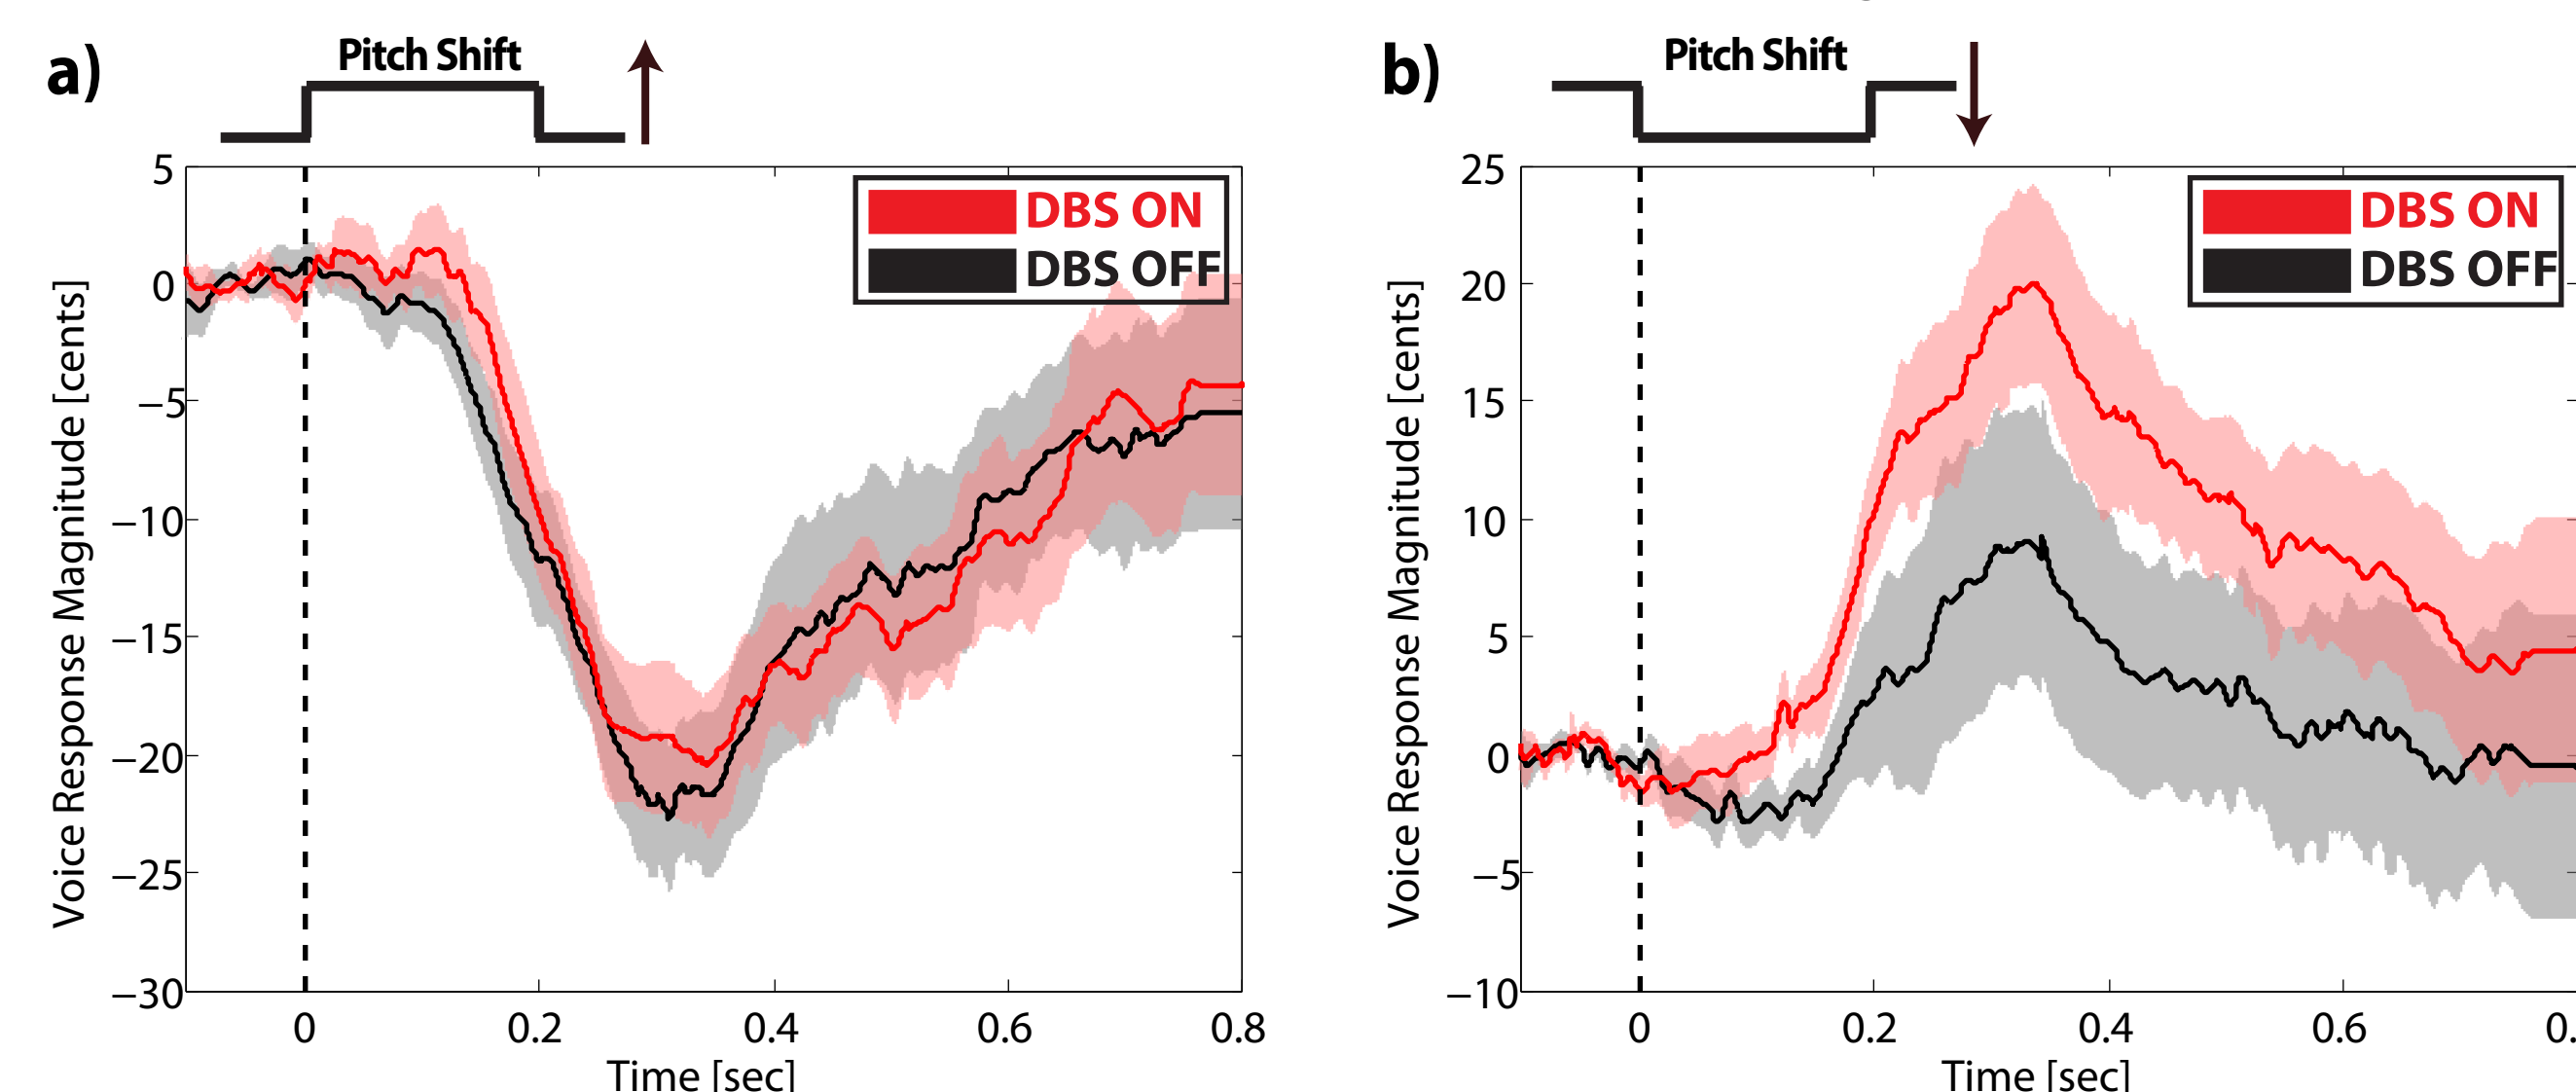 a)
Pitch Shift
DBS ON
DBS OFF
5
0
−5
−10
−15
−20
−25
−30
Voice Response Magnitude [cents]
0
0.2
0.4
0.6
0.8
Time [sec]
b)
Pitch Shift
DBS ON
DBS OFF
25
20
15
10
5
0
−5
−10
Voice Response Magnitude [cents]
0
0.2
0.4
0.6
0.
Time [sec]